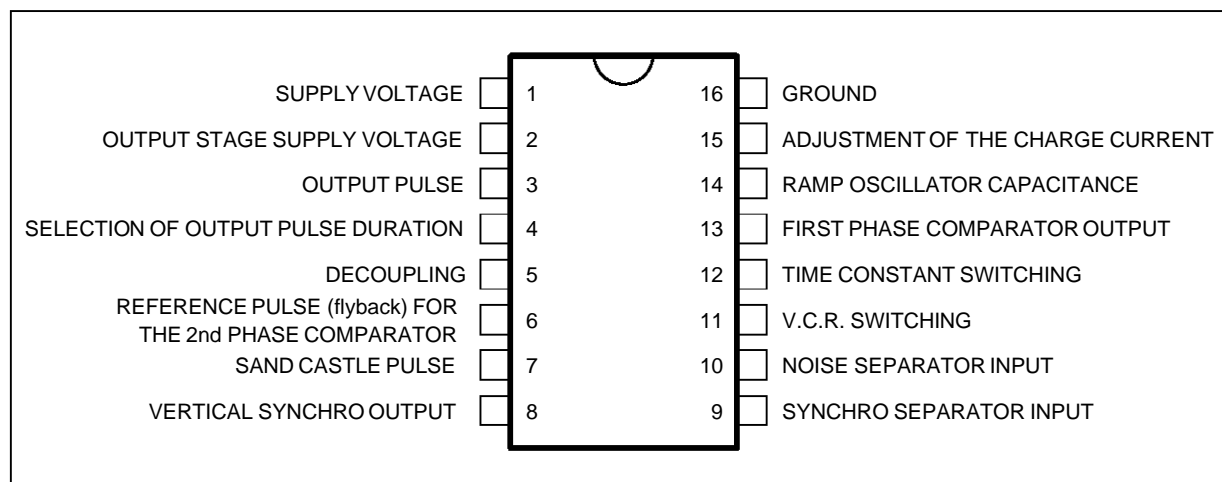 SUPPLY VOLTAGE 1 16 GROUND
OUTPUT STAGE SUPPLY VOLTAGE 2 15 ADJUSTMENT OF THE CHARGE CURRENT
OUTPUT PULSE 3 14 RAMP OSCILLATOR CAPACITANCE
SELECTION OF OUTPUT PULSE DURATION 4 13 FIRST PHASE COMPARATOR OUTPUT
DECOUPLING 5 12 TIME CONSTANT SWITCHING
REFERENCE PULSE (flyback) FOR
THE 2nd PHASE COMPARATOR 6 11 V.C.R. SWITCHING
SAND CASTLE PULSE 7 10 NOISE SEPARATOR INPUT
VERTICAL SYNCHRO OUTPUT 8 9 SYNCHRO SEPARATOR INPUT